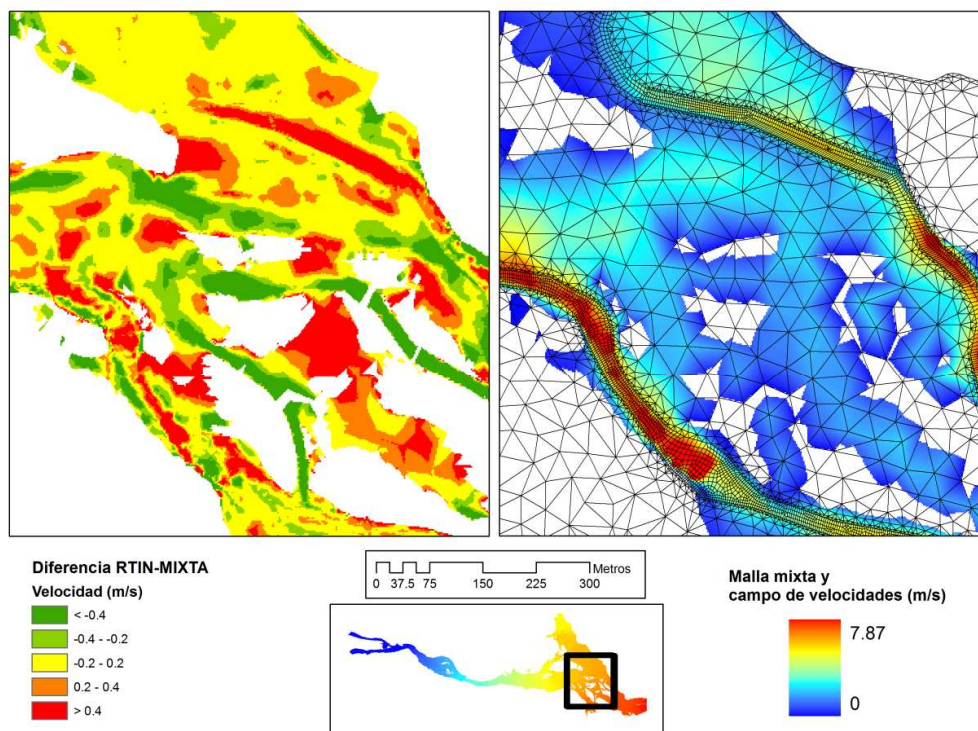 Diferencia RTIN-MIXTA
Velocidad (m/s)
< -0.4
-0.4 - -0.2
-0.2 - 0.2
0.2 - 0.4
> 0.4
Metros
0 37.5 75 150 225 300
Malla mixta y
campo de velocidades (m/s)
7.87
0